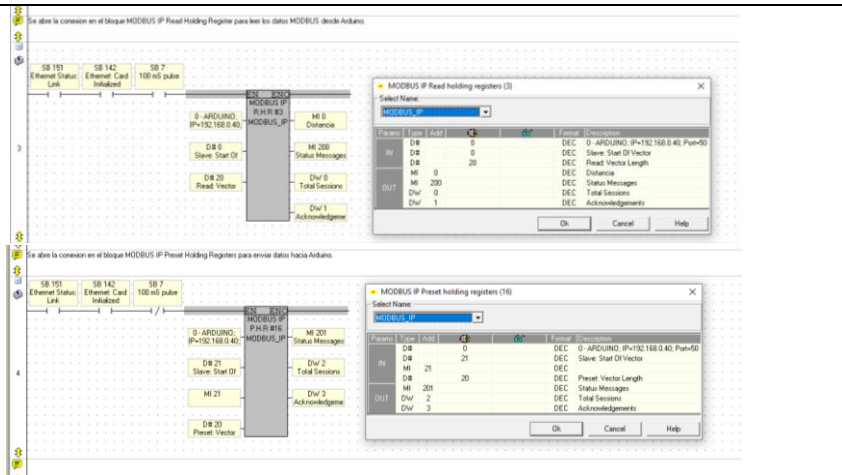 Se abre la conexion en el bloque MODBUS IP Read Holding Register para leer los datos MODBUS desde Arduino.
SB 151 SB 142 SB 7
Ethernet Status: Ethernet Card 100 mS pulse
Link Initialized
EN ENO
MODBUS IP
R.H.R #3
0 - ARDUINO; MODBUS_IP MI 0
IP=192.168.0.40; Distancia
D# 0 MI 200
Slave: Start Of Status Messages
D# 20 DW 0
Read: Vector Total Sessions
DW 1
Acknowledgeme
3
MODBUS IP Read holding registers (3)
Select Name:
MODBUS_IP
Params Type Add Format Description
IN D# 0 DEC 0 - ARDUINO; IP=192.168.0.40; Port=50
D# 0 DEC Slave: Start Of Vector
D# 20 DEC Read: Vector Length
OUT MI 0 DEC Distancia
MI 200 DEC Status Messages
DW 0 DEC Total Sessions
DW 1 DEC Acknowledgements
Ok Cancel Help
Se abre la conexion en el bloque MODBUS IP Preset Holding Registers para enviar datos hacia Arduino.
SB 151 SB 142 SB 7
Ethernet Status: Ethernet Card 100 mS pulse
Link Initialized
EN ENO
MODBUS IP
P.H.R #16
0 - ARDUINO; MODBUS_IP MI 201
IP=192.168.0.40; Status Messages
D# 21 DW 2
Slave: Start Of Total Sessions
MI 21 DW 3
Acknowledgeme
D# 20
Preset: Vector
4
MODBUS IP Preset holding registers (16)
Select Name:
MODBUS_IP
Params Type Add Format Description
IN D# 0 DEC 0 - ARDUINO; IP=192.168.0.40; Port=50
D# 21 DEC Slave: Start Of Vector
MI 21 DEC
D# 20 DEC Preset: Vector Length
OUT MI 201 DEC Status Messages
DW 2 DEC Total Sessions
DW 3 DEC Acknowledgements
Ok Cancel Help